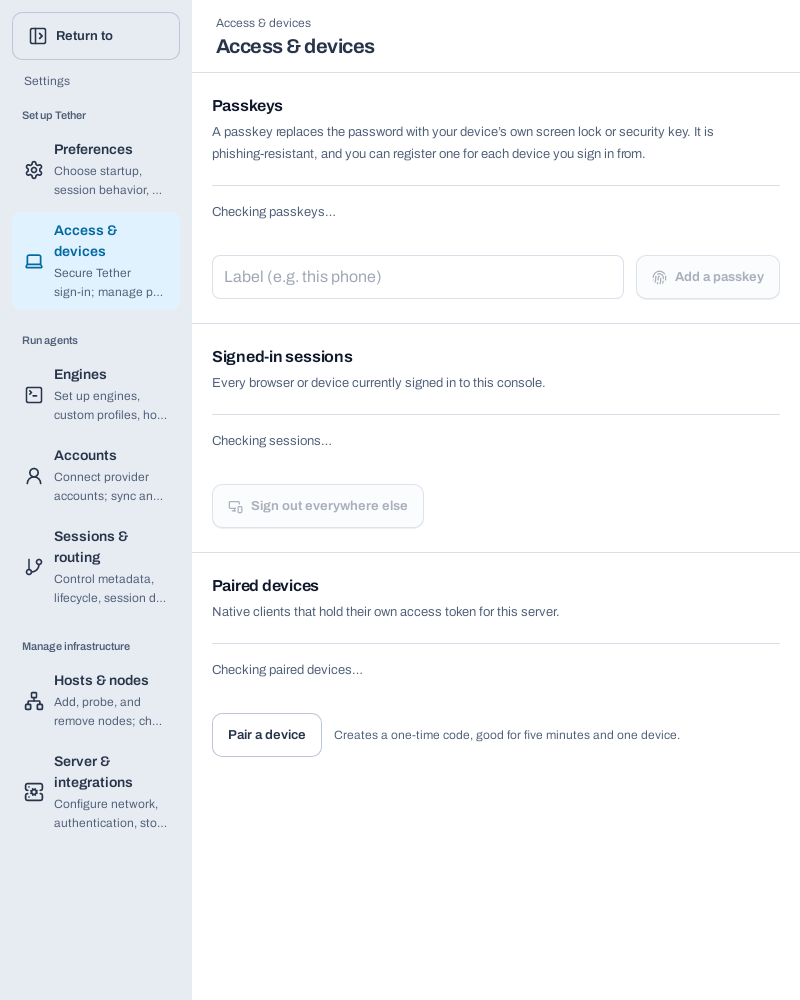 Return to
Settings
Set up Tether
Preferences
Choose startup,
session behavior, ...
Access &
devices
Secure Tether
sign-in; manage p...
Run agents
Engines
Set up engines,
custom profiles, ho...
Accounts
Connect provider
accounts; sync an...
Sessions &
routing
Control metadata,
lifecycle, session d...
Manage infrastructure
Hosts & nodes
Add, probe, and
remove nodes; ch...
Server &
integrations
Configure network,
authentication, sto...
Access & devices
Access & devices
Passkeys
A passkey replaces the password with your device's own screen lock or security key. It is
phishing-resistant, and you can register one for each device you sign in from.
Checking passkeys...
Label (e.g. this phone)
Add a passkey
Signed-in sessions
Every browser or device currently signed in to this console.
Checking sessions...
Sign out everywhere else
Paired devices
Native clients that hold their own access token for this server.
Checking paired devices...
Pair a device
Creates a one-time code, good for five minutes and one device.